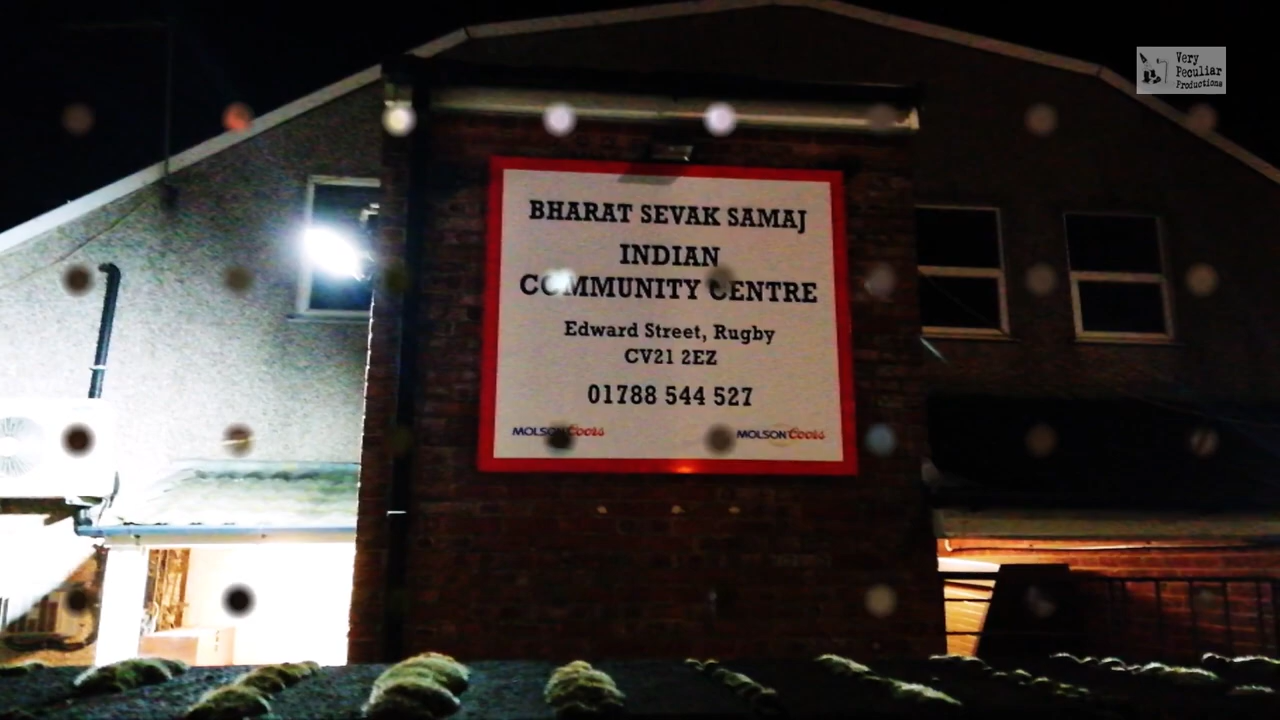 Very
Peculiar
Productions
BHARAT SEVAK SAMAJ
INDIAN
COMMUNITY CENTRE
Edward Street, Rugby
CV21 2EZ
01788 544 527
MOLSON Coors MOLSON Coors